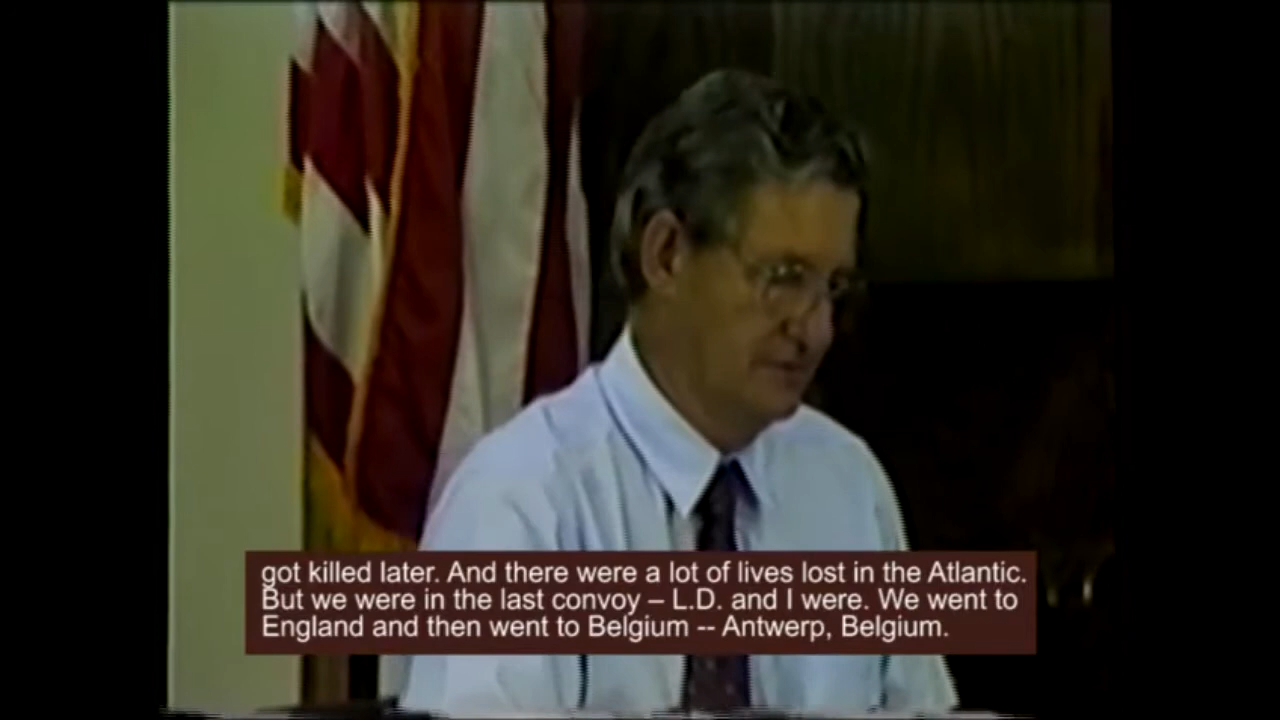 got killed later. And there were a lot of lives lost in the Atlantic.
But we were in the last convoy – L.D. and I were. We went to
England and then went to Belgium -- Antwerp, Belgium.